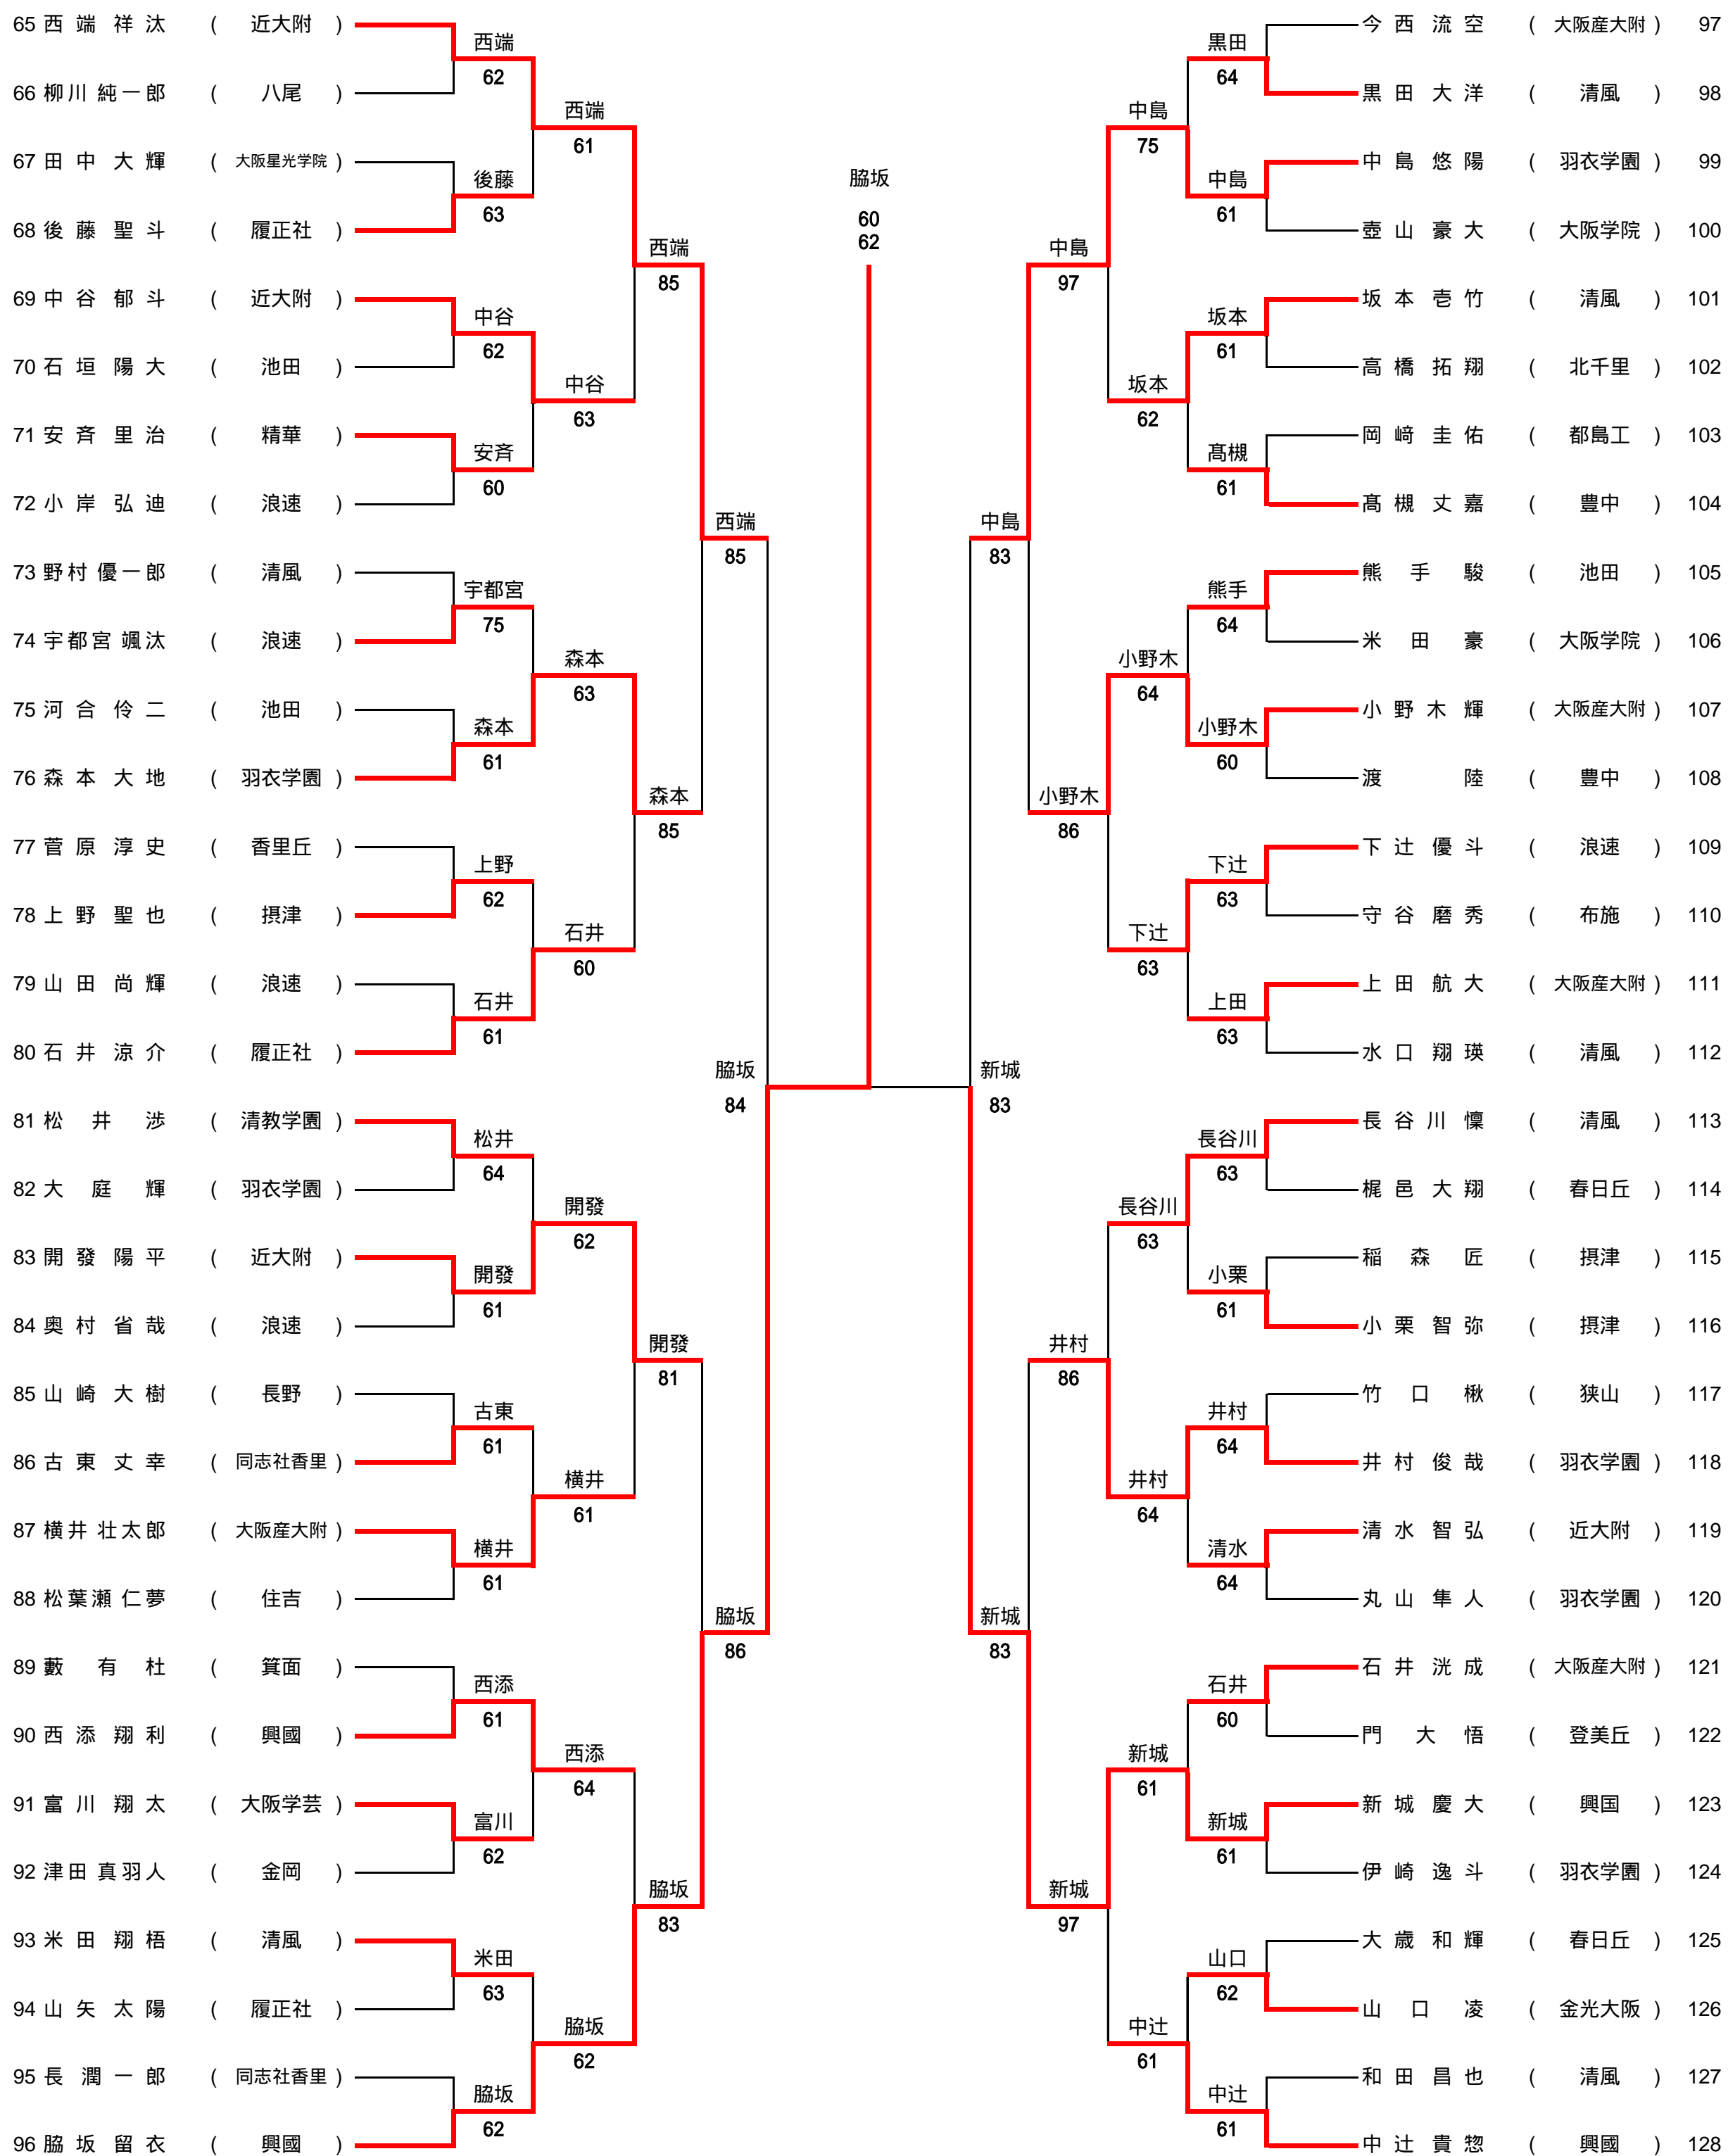 65 西端祥汰 ( 近大附 )
66 柳川純一郎 ( 八尾 )
67 田中大輝 ( 大阪星光学院 )
68 後藤聖斗 ( 履正社 )
69 中谷郁斗 ( 近大附 )
70 石垣陽大 ( 池田 )
71 安斉里治 ( 精華 )
72 小岸弘迪 ( 浪速 )
73 野村優一郎 ( 清風 )
74 宇都宮颯汰 ( 浪速 )
75 河合伶二 ( 池田 )
76 森本大地 ( 羽衣学園 )
77 菅原淳史 ( 香里丘 )
78 上野聖也 ( 摂津 )
79 山田尚輝 ( 浪速 )
80 石井涼介 ( 履正社 )
81 松井渉 ( 清教学園 )
82 大庭輝 ( 羽衣学園 )
83 開發陽平 ( 近大附 )
84 奥村省哉 ( 浪速 )
85 山崎大樹 ( 長野 )
86 古東丈幸 ( 同志社香里 )
87 横井壮太郎 ( 大阪産大附 )
88 松葉瀬仁夢 ( 住吉 )
89 藪有杜 ( 箕面 )
90 西添翔利 ( 興國 )
91 富川翔太 ( 大阪学芸 )
92 津田真羽人 ( 金岡 )
93 米田翔梧 ( 清風 )
94 山矢太陽 ( 履正社 )
95 長潤一郎 ( 同志社香里 )
96 脇坂留衣 ( 興國 )
西端
62
後藤
63
中谷
62
安斉
60
宇都宮
75
森本
61
上野
62
石井
61
松井
64
開發
61
古東
61
横井
61
西添
61
富川
62
米田
63
脇坂
62
西端
61
中谷
63
森本
63
石井
60
開發
62
横井
61
西添
64
脇坂
62
西端
85
森本
85
開發
81
脇坂
83
西端
85
脇坂
86
脇坂
84
脇坂
60
62
新城
83
中島
83
新城
83
中島
97
小野木
86
井村
86
新城
97
中島
75
坂本
62
小野木
64
下辻
63
長谷川
63
井村
64
新城
61
中辻
61
黒田
64
中島
61
坂本
61
髙槻
61
熊手
64
小野木
60
下辻
63
上田
63
長谷川
63
小栗
61
井村
64
清水
64
石井
60
新城
61
山口
62
中辻
61
今西流空 ( 大阪産大附 ) 97
黒田大洋 ( 清風 ) 98
中島悠陽 ( 羽衣学園 ) 99
壺山豪大 ( 大阪学院 ) 100
坂本壱竹 ( 清風 ) 101
高橋拓翔 ( 北千里 ) 102
岡﨑圭佑 ( 都島工 ) 103
髙槻丈嘉 ( 豊中 ) 104
熊手駿 ( 池田 ) 105
米田豪 ( 大阪学院 ) 106
小野木輝 ( 大阪産大附 ) 107
渡陸 ( 豊中 ) 108
下辻優斗 ( 浪速 ) 109
守谷磨秀 ( 布施 ) 110
上田航大 ( 大阪産大附 ) 111
水口翔瑛 ( 清風 ) 112
長谷川懍 ( 清風 ) 113
梶邑大翔 ( 春日丘 ) 114
稲森匠 ( 摂津 ) 115
小栗智弥 ( 摂津 ) 116
竹口楸 ( 狭山 ) 117
井村俊哉 ( 羽衣学園 ) 118
清水智弘 ( 近大附 ) 119
丸山隼人 ( 羽衣学園 ) 120
石井洸成 ( 大阪産大附 ) 121
門大悟 ( 登美丘 ) 122
新城慶大 ( 興国 ) 123
伊崎逸斗 ( 羽衣学園 ) 124
大歳和輝 ( 春日丘 ) 125
山口凌 ( 金光大阪 ) 126
和田昌也 ( 清風 ) 127
中辻貴惣 ( 興國 ) 128